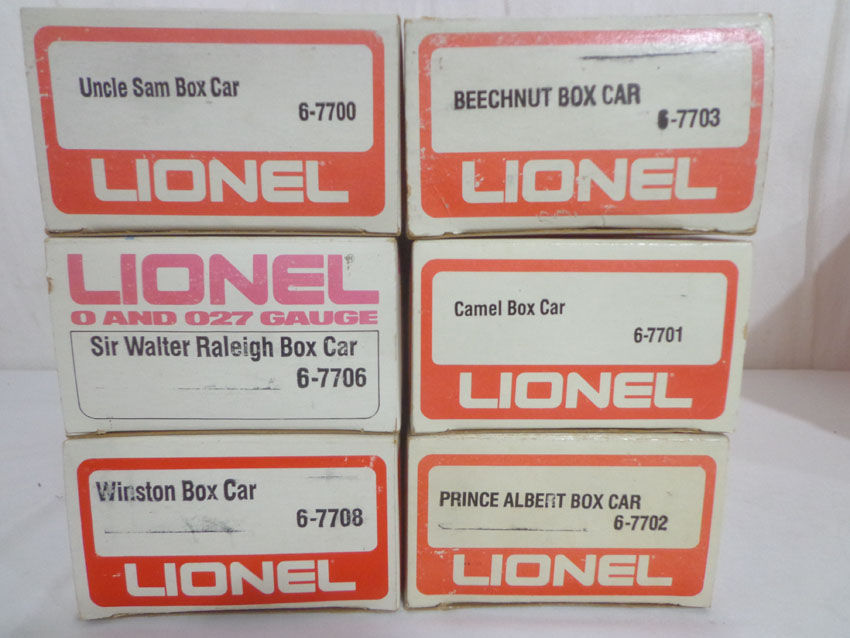 Uncle Sam Box Car
6-7700
LIONEL
BEECHNUT BOX CAR
6-7703
LIONEL
LIONEL®
O AND O27 GAUGE
Sir Walter Raleigh Box Car
6-7706
Camel Box Car
6-7701
LIONEL
Winston Box Car
6-7708
LIONEL
PRINCE ALBERT BOX CAR
6-7702
LIONEL